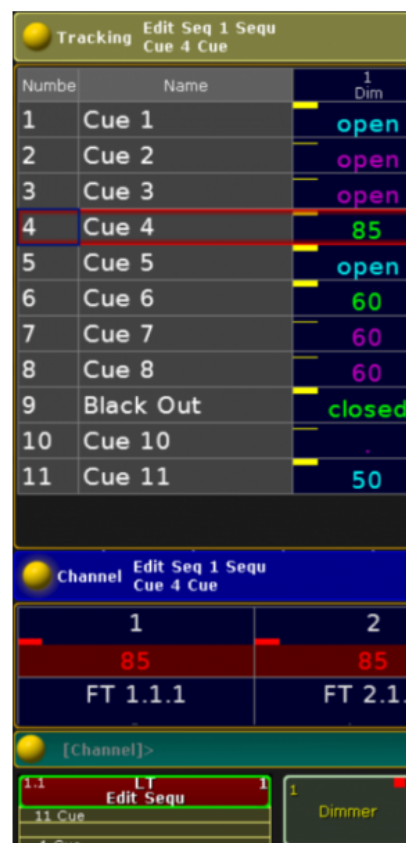 Tracking Edit Seq 1 Sequ
Cue 4 Cue
Numbe Name 1
Dim
1 Cue 1 open
2 Cue 2 open
3 Cue 3 open
4 Cue 4 85
5 Cue 5 open
6 Cue 6 60
7 Cue 7 60
8 Cue 8 60
9 Black Out closed
10 Cue 10 .
11 Cue 11 50
Channel Edit Seq 1 Sequ
Cue 4 Cue
1 2
85 85
FT 1.1.1 FT 2.1.
[Channel]>
1.1 LT 1
Edit Sequ
1 Dimmer
11 Cue